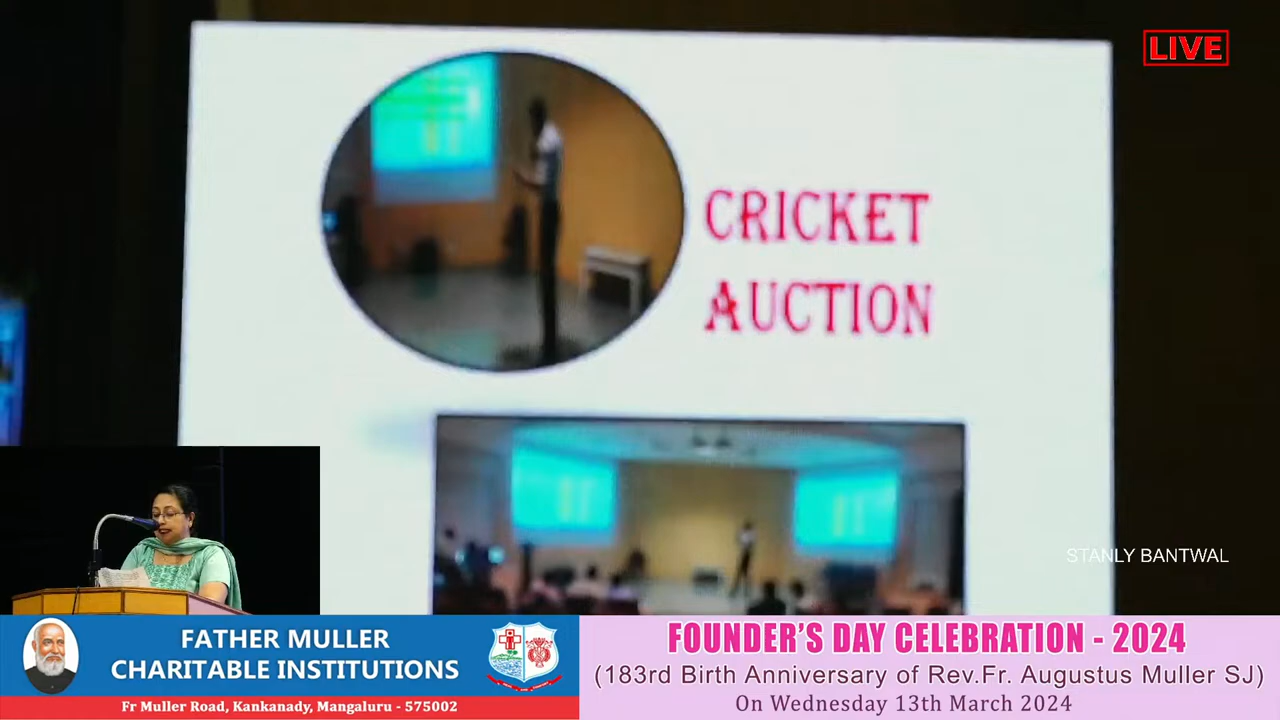 LIVE
CRICKET
AUCTION
STANLY BANTWAL
FATHER MULLER
CHARITABLE INSTITUTIONS
Fr Muller Road, Kankanady, Mangaluru - 575002
FOUNDER'S DAY CELEBRATION - 2024
(183rd Birth Anniversary of Rev.Fr. Augustus Muller SJ)
On Wednesday 13th March 2024